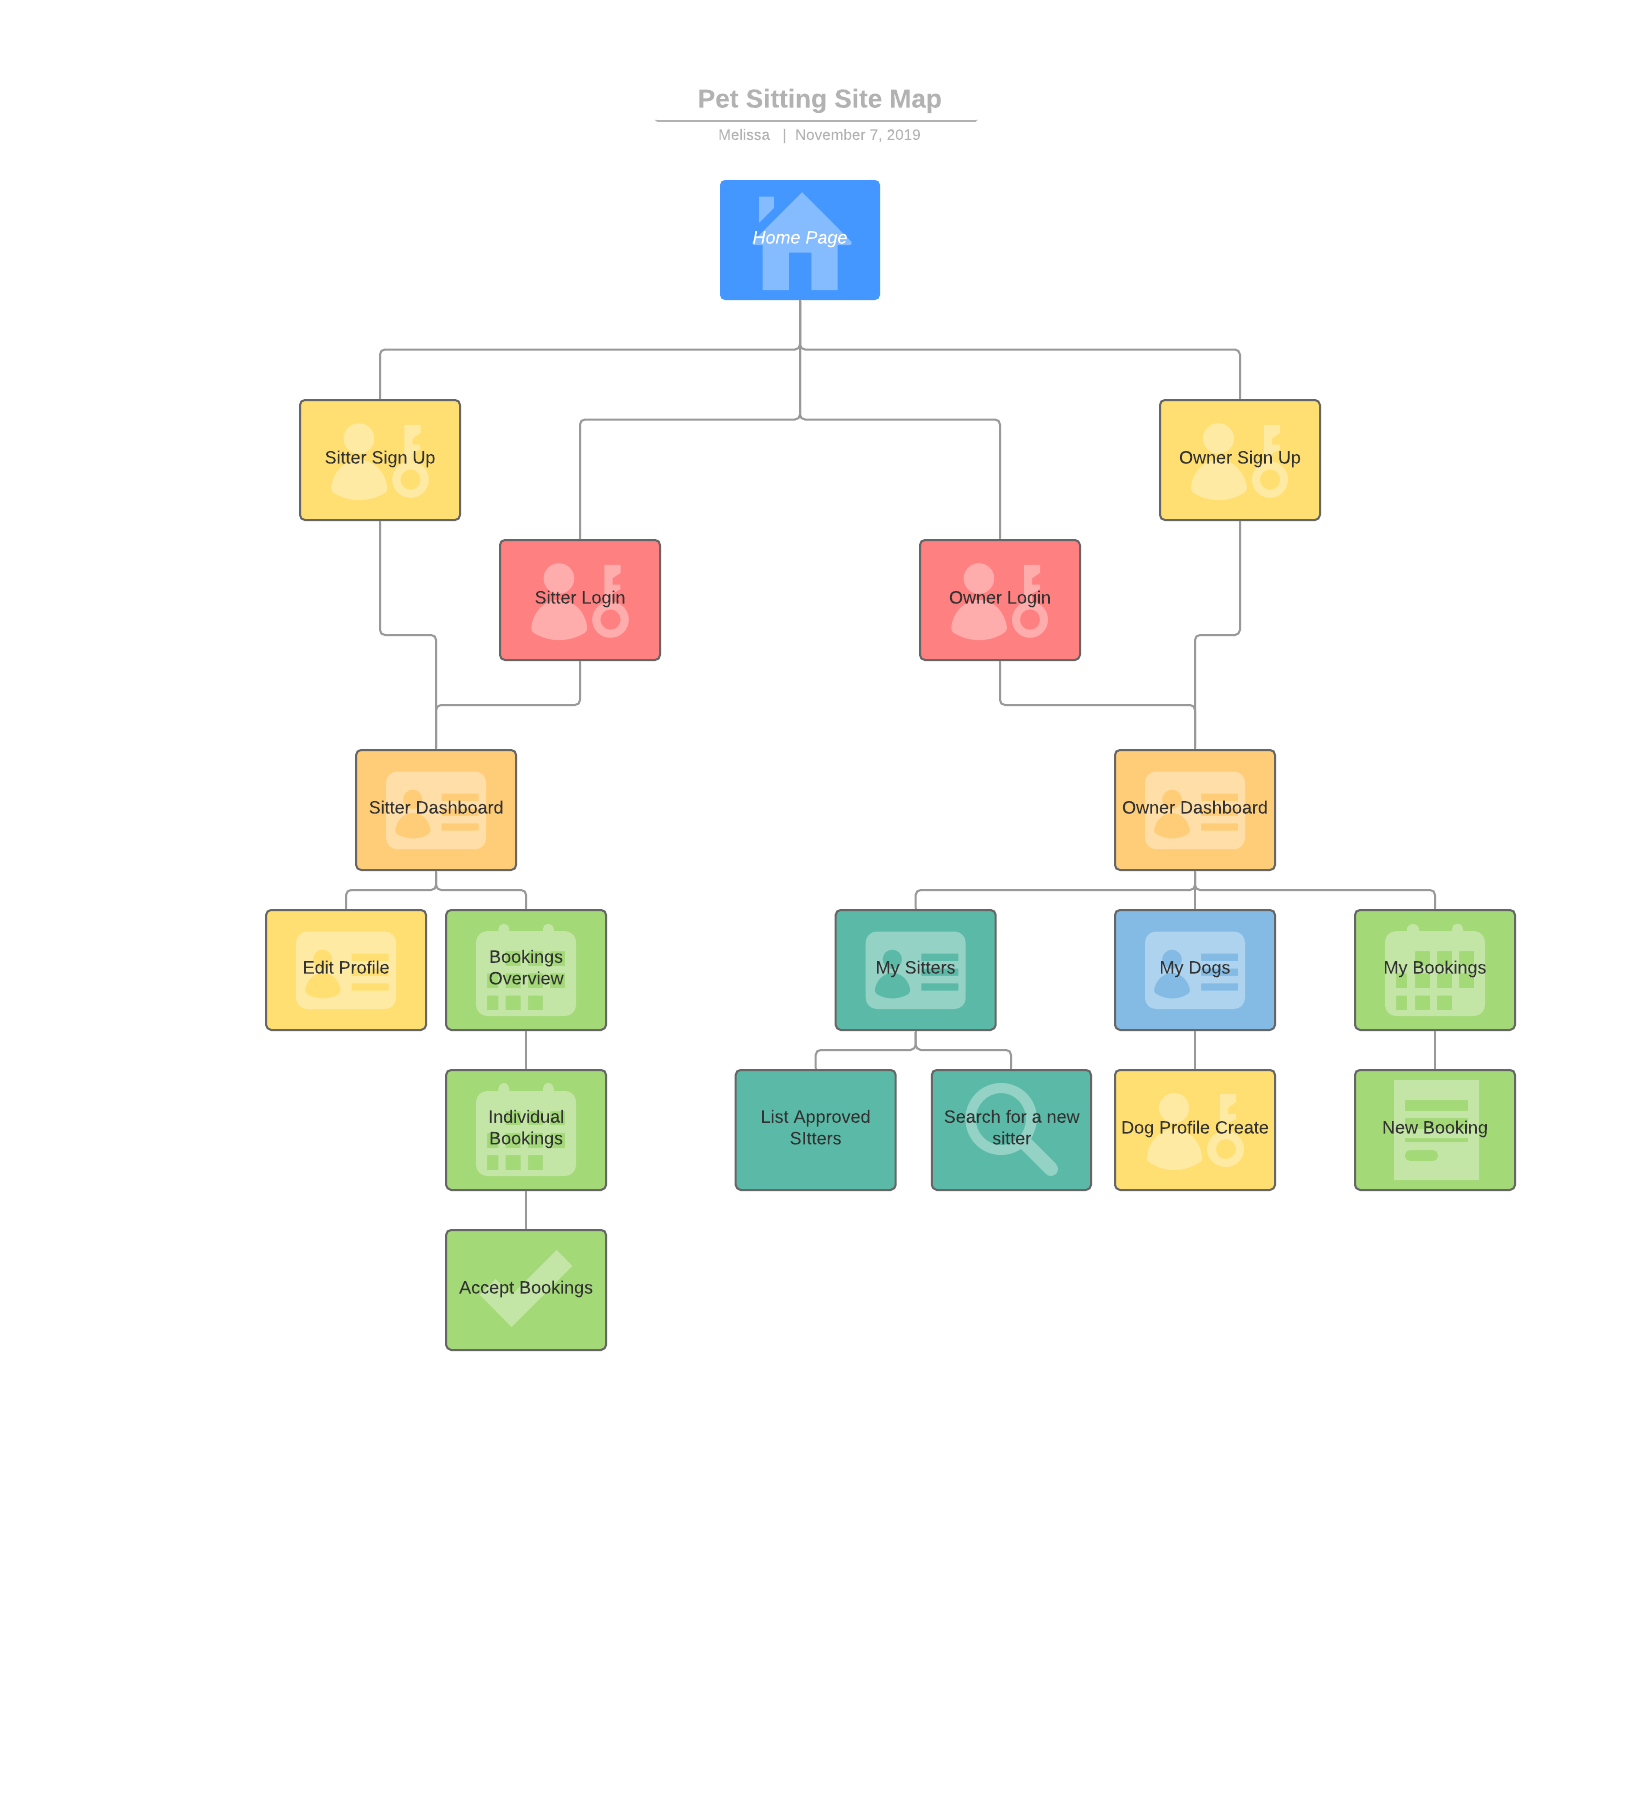 Pet Sitting Site Map
Melissa | November 7, 2019
Home Page
Sitter Sign Up
Owner Sign Up
Sitter Login
Owner Login
Sitter Dashboard
Owner Dashboard
Edit Profile
Bookings
Overview
My Sitters
My Dogs
My Bookings
Individual
Bookings
List Approved
SItters
Search for a new
sitter
Dog Profile Create
New Booking
Accept Bookings